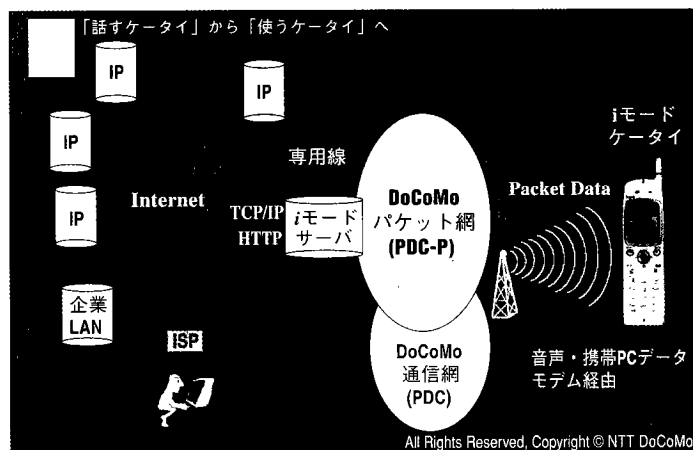 「話すケータイ」から「使うケータイ」へ
IP
IP
IP
IP
企業
LAN
Internet
ISP
専用線
TCP/IP
HTTP
iモード
サーバ
DoCoMo
パケット網
(PDC-P)
DoCoMo
通信網
(PDC)
Packet Data
iモード
ケータイ
音声・携帯PCデータ
モデム経由
All Rights Reserved, Copyright © NTT DoCoMo